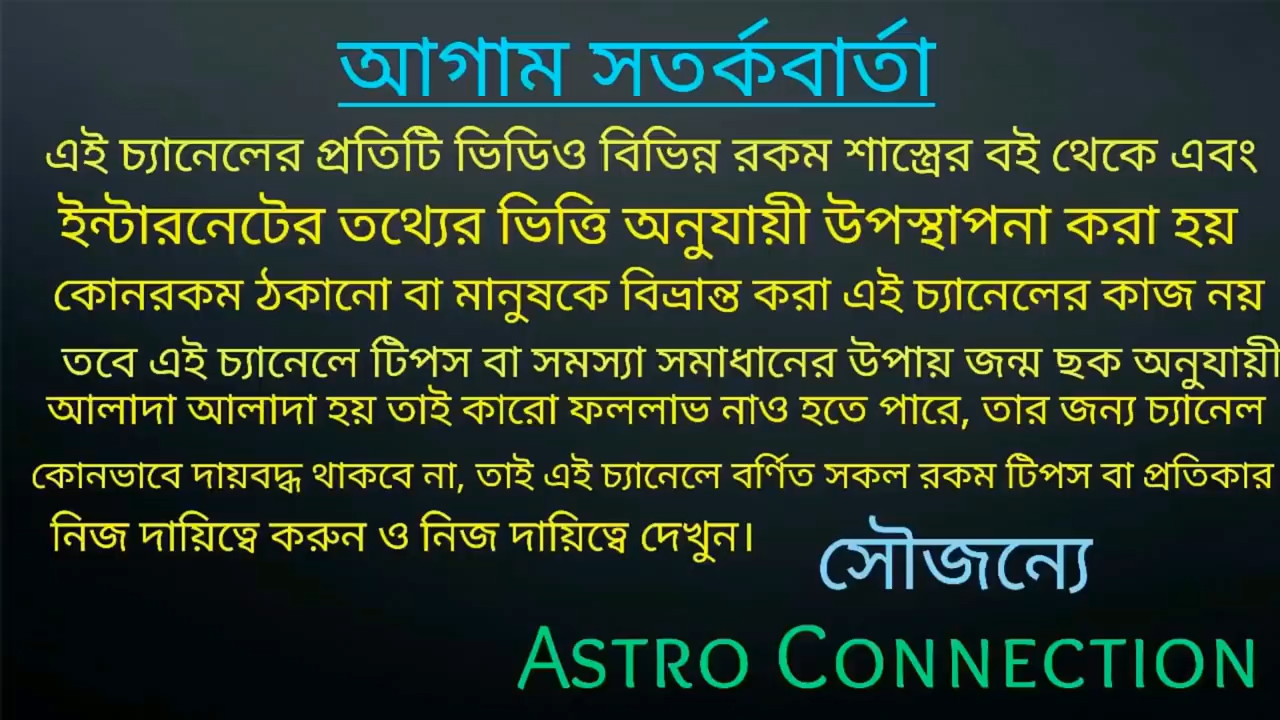 আগাম সতর্কবার্তা
এই চ্যানেলের প্রতিটি ভিডিও বিভিন্ন রকম শাস্ত্রের বই থেকে এবং
ইন্টারনেটের তথ্যের ভিত্তি অনুযায়ী উপস্থাপনা করা হয়
কোনরকম ঠকানো বা মানুষকে বিভ্রান্ত করা এই চ্যানেলের কাজ নয়
তবে এই চ্যানেলে টিপস বা সমস্যা সমাধানের উপায় জন্ম ছক অনুযায়ী
আলাদা আলাদা হয় তাই কারো ফললাভ নাও হতে পারে, তার জন্য চ্যানেল
কোনভাবে দায়বদ্ধ থাকবে না, তাই এই চ্যানেলে বর্ণিত সকল রকম টিপস বা প্রতিকার
নিজ দায়িত্বে করুন ও নিজ দায়িত্বে দেখুন।
সৌজন্যে
ASTRO CONNECTION